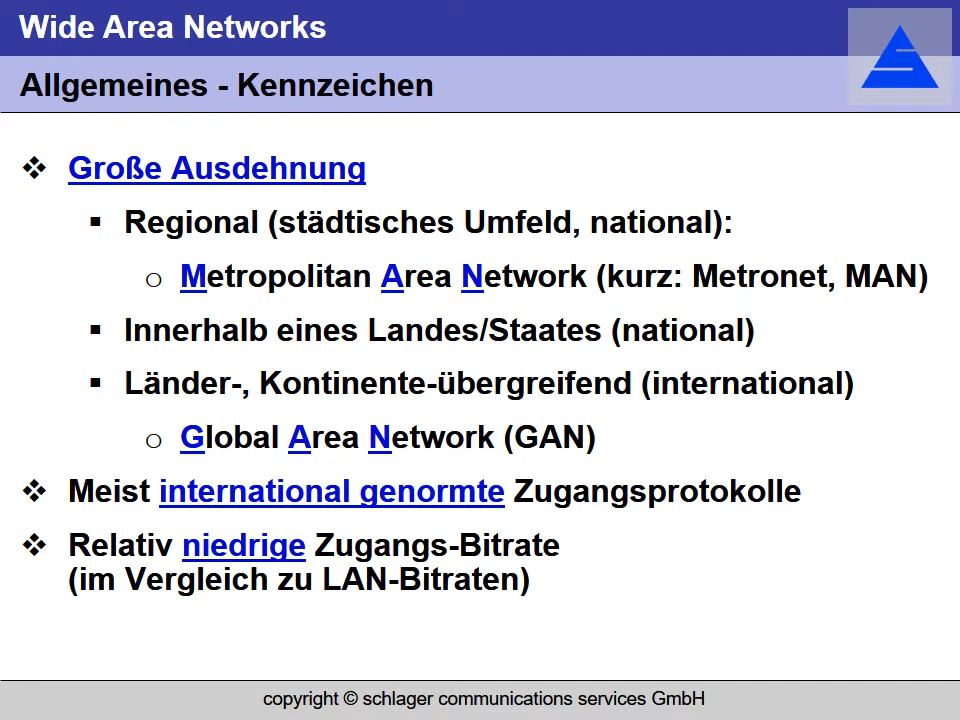 Wide Area Networks
Allgemeines - Kennzeichen
❖ Große Ausdehnung
▪ Regional (städtisches Umfeld, national):
o Metropolitan Area Network (kurz: Metronet, MAN)
▪ Innerhalb eines Landes/Staates (national)
▪ Länder-, Kontinente-übergreifend (international)
o Global Area Network (GAN)
❖ Meist international genormte Zugangsprotokolle
❖ Relativ niedrige Zugangs-Bitrate
(im Vergleich zu LAN-Bitraten)
copyright © schlager communications services GmbH